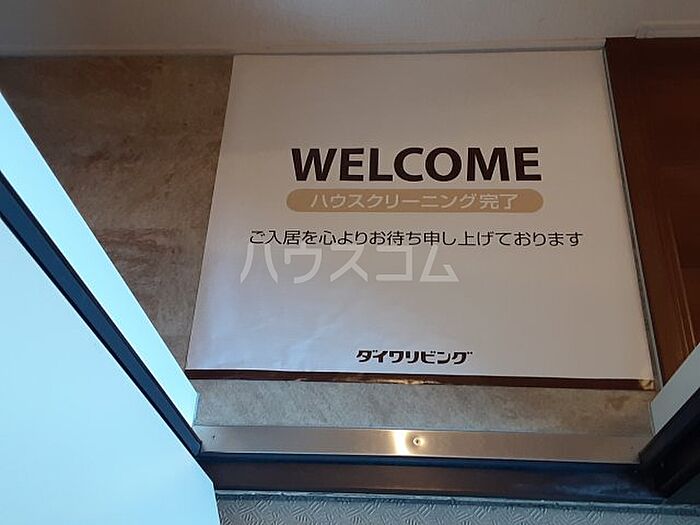 WELCOME
ハウスクリーニング完了
ご入居を心よりお待ち申し上げております
ハウスコム
ダイワリビング